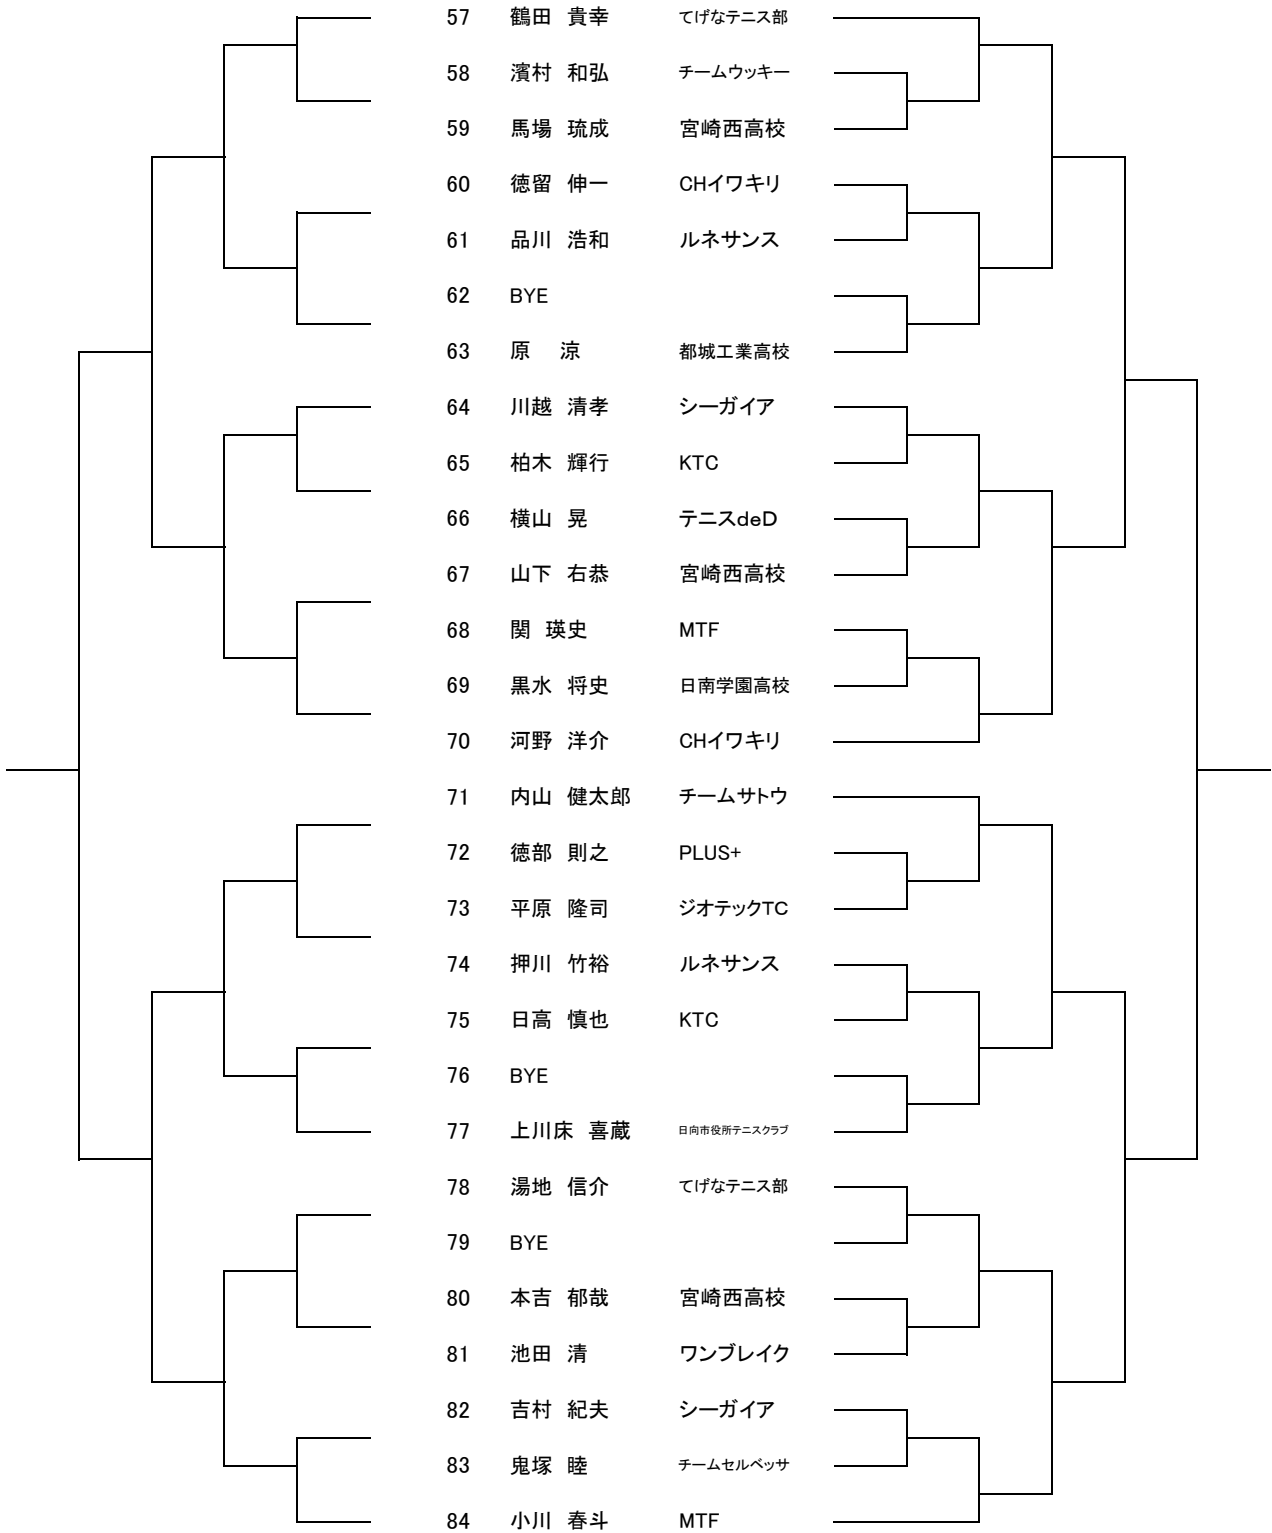 57 鶴田 貴幸 てげなテニス部
58 濱村 和弘 チームウッキー
59 馬場 琉成 宮崎西高校
60 徳留 伸一 CHイワキリ
61 品川 浩和 ルネサンス
62 BYE
63 原 涼 都城工業高校
64 川越 清孝 シーガイア
65 柏木 輝行 KTC
66 横山 晃 テニスdeD
67 山下 右恭 宮崎西高校
68 関 瑛史 MTF
69 黒水 将史 日南学園高校
70 河野 洋介 CHイワキリ
71 内山 健太郎 チームサトウ
72 徳部 則之 PLUS+
73 平原 隆司 ジオテックTC
74 押川 竹裕 ルネサンス
75 日高 慎也 KTC
76 BYE
77 上川床 喜蔵 日向市役所テニスクラブ
78 湯地 信介 てげなテニス部
79 BYE
80 本吉 郁哉 宮崎西高校
81 池田 清 ワンブレイク
82 吉村 紀夫 シーガイア
83 鬼塚 睦 チームセルベッサ
84 小川 春斗 MTF